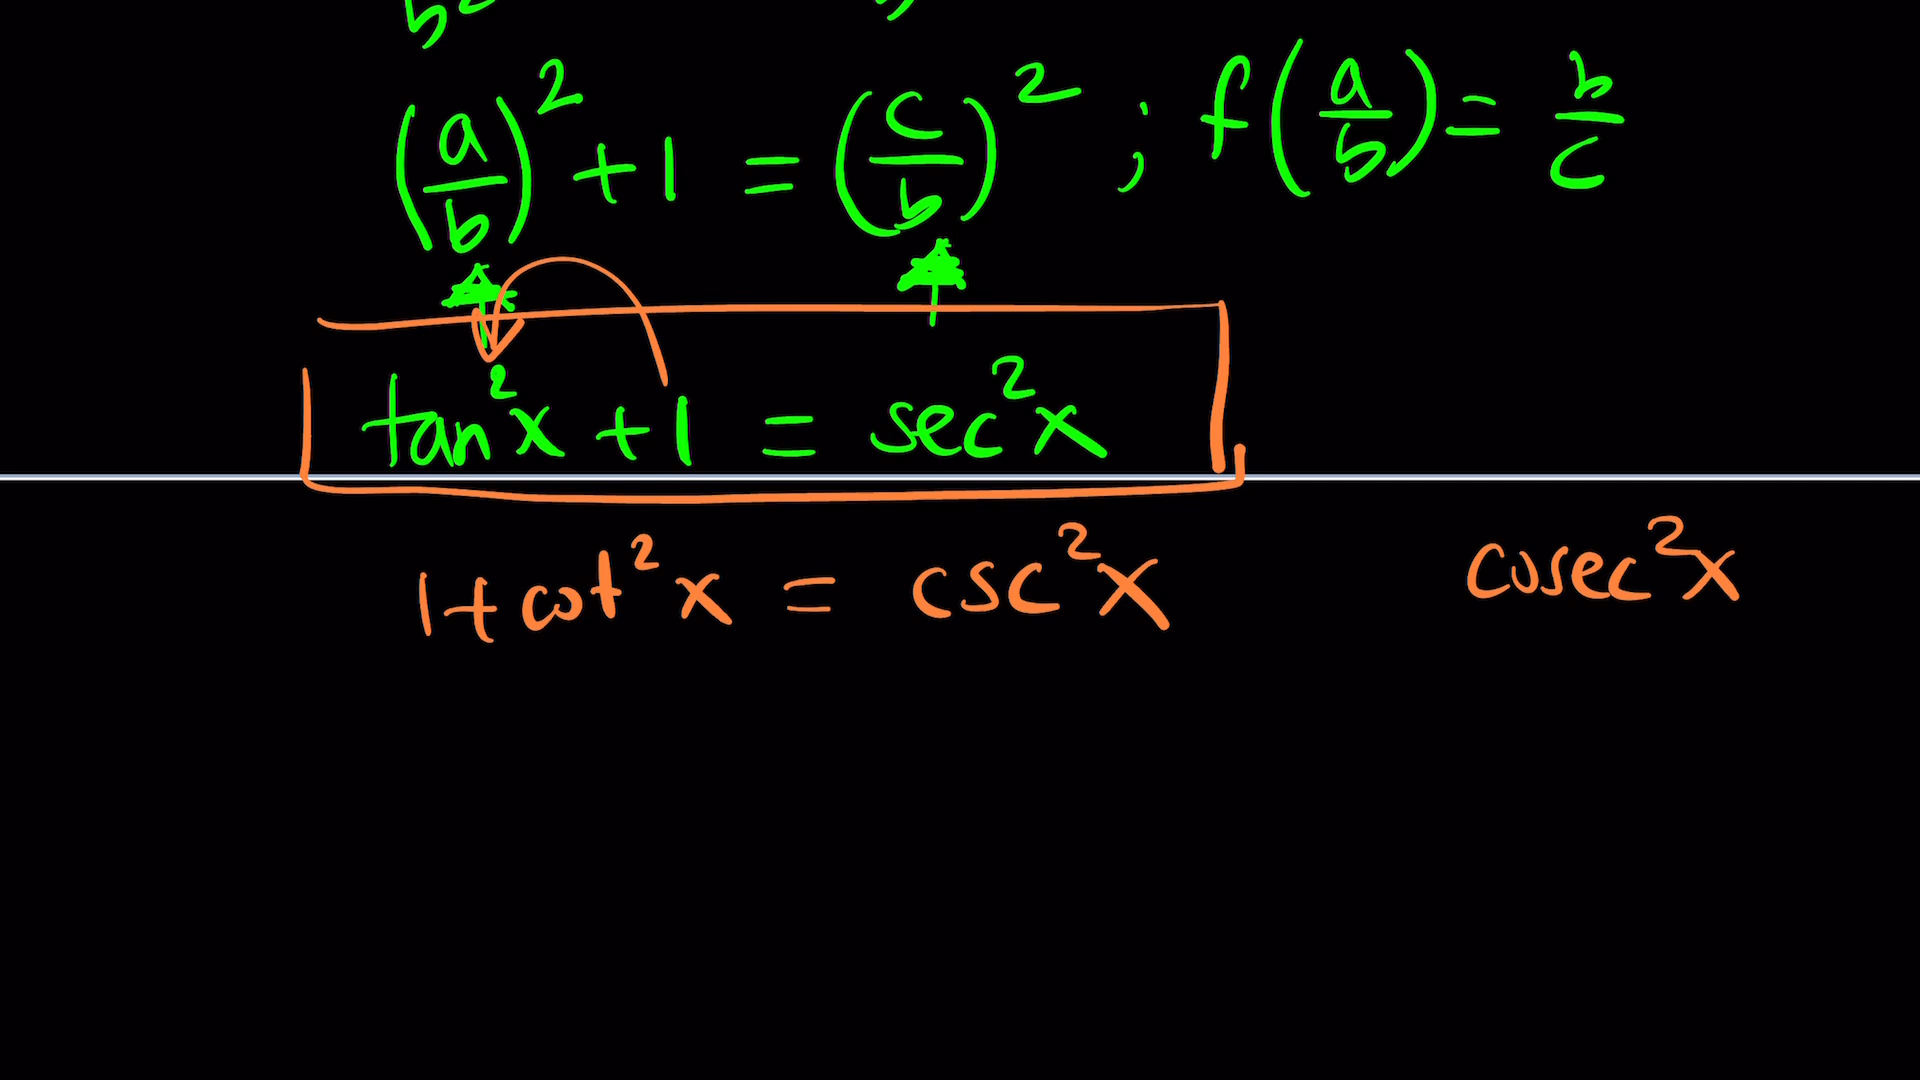 (a/b)² + 1 = (c/b)² ; f(a/b) = b/c
tan²x + 1 = sec²x
1 + cot²x = csc²x cosec²x